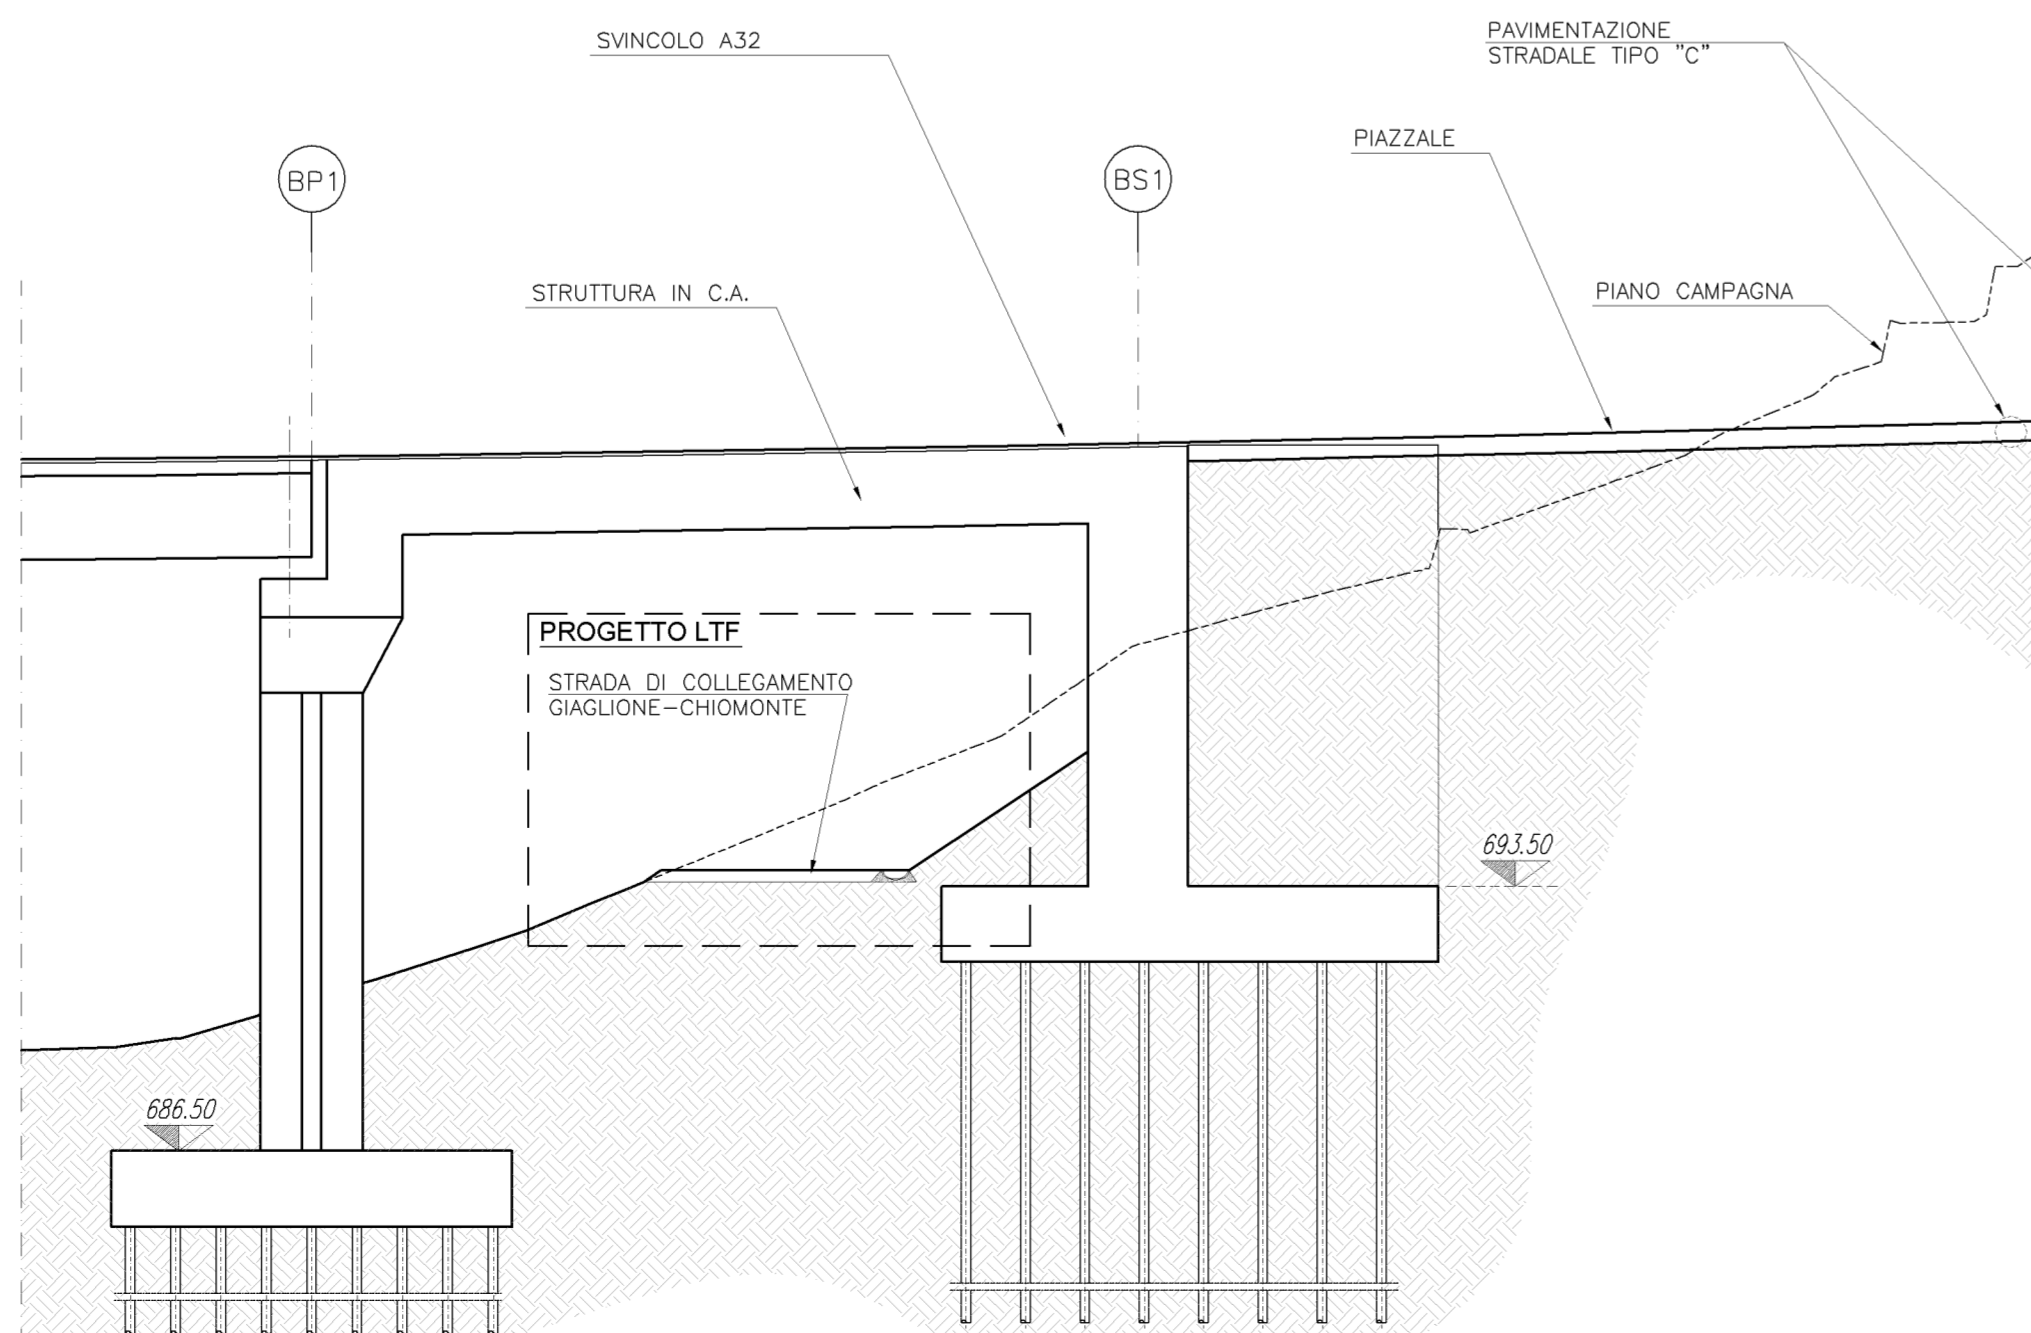 SVINCOLO A32
PAVIMENTAZIONE
STRADALE TIPO "C"
PIAZZALE
BP1
BS1
STRUTTURA IN C.A.
PIANO CAMPAGNA
PROGETTO LTF
STRADA DI COLLEGAMENTO
GIAGLIONE-CHIOMONTE
693.50
686.50